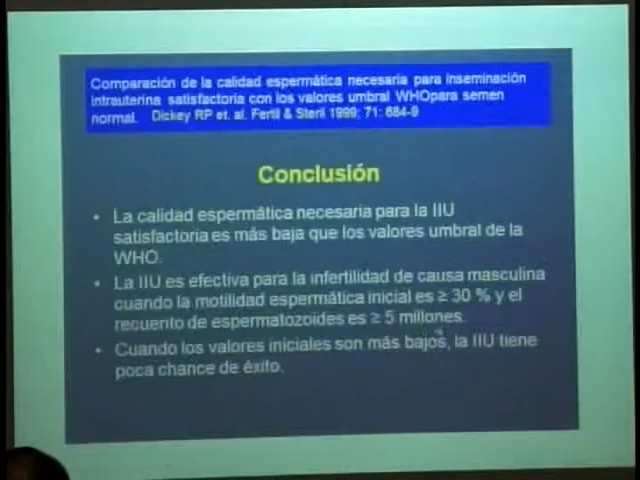 Comparación de la calidad espermática necesaria para inseminación
intrauterina satisfactoria con los valores umbral WHOpara semen
normal. Dickey RP et. al. Fertil & Steril 1999; 71: 684-9
Conclusión
• La calidad espermática necesaria para la IIU
satisfactoria es más baja que los valores umbral de la
WHO.
• La IIU es efectiva para la infertilidad de causa masculina
cuando la motilidad espermática inicial es ≥ 30 % y el
recuento de espermatozoides es ≥ 5 millones.
• Cuando los valores iniciales son más bajos, la IIU tiene
poca chance de éxito.